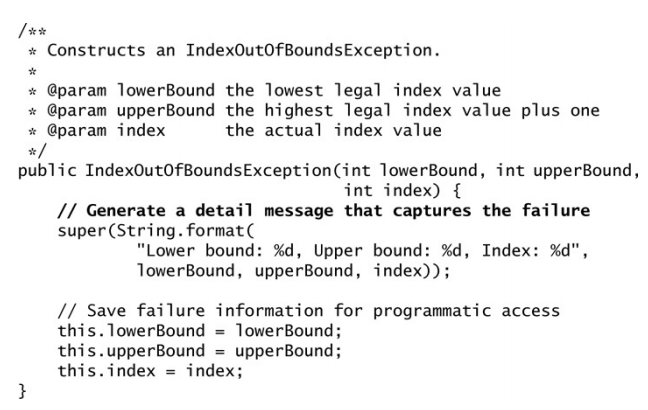 /**
 * Constructs an IndexOutOfBoundsException.
 *
 * @param lowerBound the lowest legal index value
 * @param upperBound the highest legal index value plus one
 * @param index      the actual index value
 */
public IndexOutOfBoundsException(int lowerBound, int upperBound,
                                 int index) {
    // Generate a detail message that captures the failure
    super(String.format(
            "Lower bound: %d, Upper bound: %d, Index: %d",
            lowerBound, upperBound, index));

    // Save failure information for programmatic access
    this.lowerBound = lowerBound;
    this.upperBound = upperBound;
    this.index = index;
}